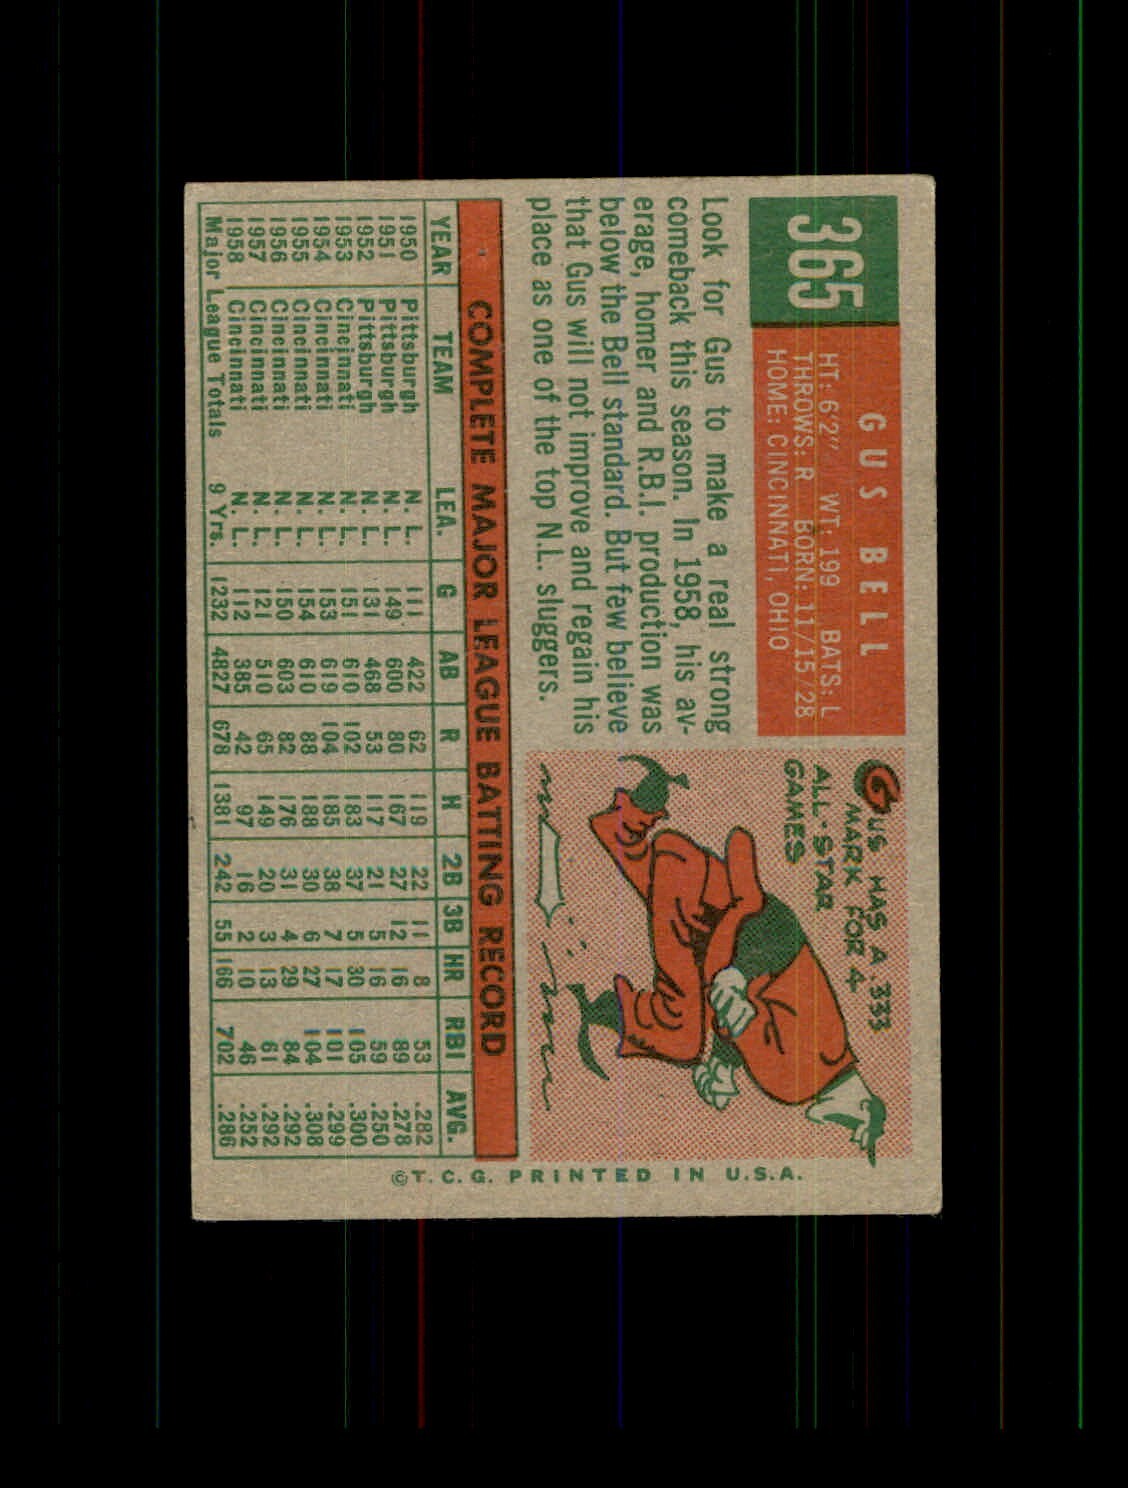 365
GUS BELL
HT: 6'2" WT: 199 BATS: L
THROWS: R BORN: 11/15/28
HOME: CINCINNATI, OHIO
Look for Gus to make a real strong
comeback this season. In 1958, his av-
erage, homer and R.B.I. production was
below the Bell standard. But few believe
that Gus will not improve and regain his
place as one of the top N.L. sluggers.
GUS HAS A .333
MARK FOR 4
ALL-STAR
GAMES
COMPLETE MAJOR LEAGUE BATTING RECORD
YEAR TEAM LEA. G AB R H 2B 3B HR RBI AVG.
1950 Pittsburgh N. L. 111 422 62 119 22 11 8 53 .282
1951 Pittsburgh N. L. 149 600 80 167 27 12 16 89 .278
1952 Pittsburgh N. L. 131 468 53 117 21 5 16 59 .250
1953 Cincinnati N. L. 151 610 102 183 37 5 30 105 .300
1954 Cincinnati N. L. 153 619 104 185 38 7 17 101 .299
1955 Cincinnati N. L. 154 610 88 188 30 6 27 104 .308
1956 Cincinnati N. L. 150 603 82 176 31 4 29 84 .292
1957 Cincinnati N. L. 121 510 65 149 20 3 13 61 .292
1958 Cincinnati N. L. 112 385 42 97 16 2 10 46 .252
Major League Totals 9 Yrs. 1232 4827 678 1381 242 55 166 702 .286
©T. C. G. PRINTED IN U.S.A.